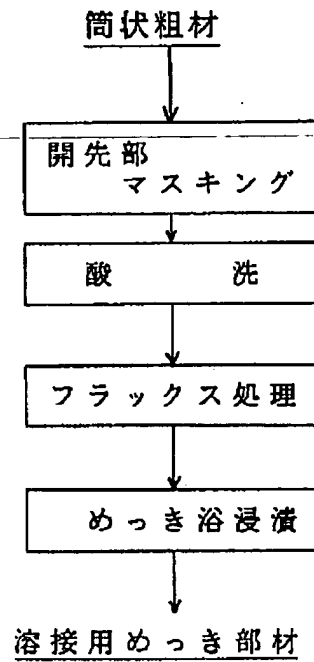 筒状粗材
開先部
マスキング
酸洗
フラックス処理
めっき浴浸漬
溶接用めっき部材